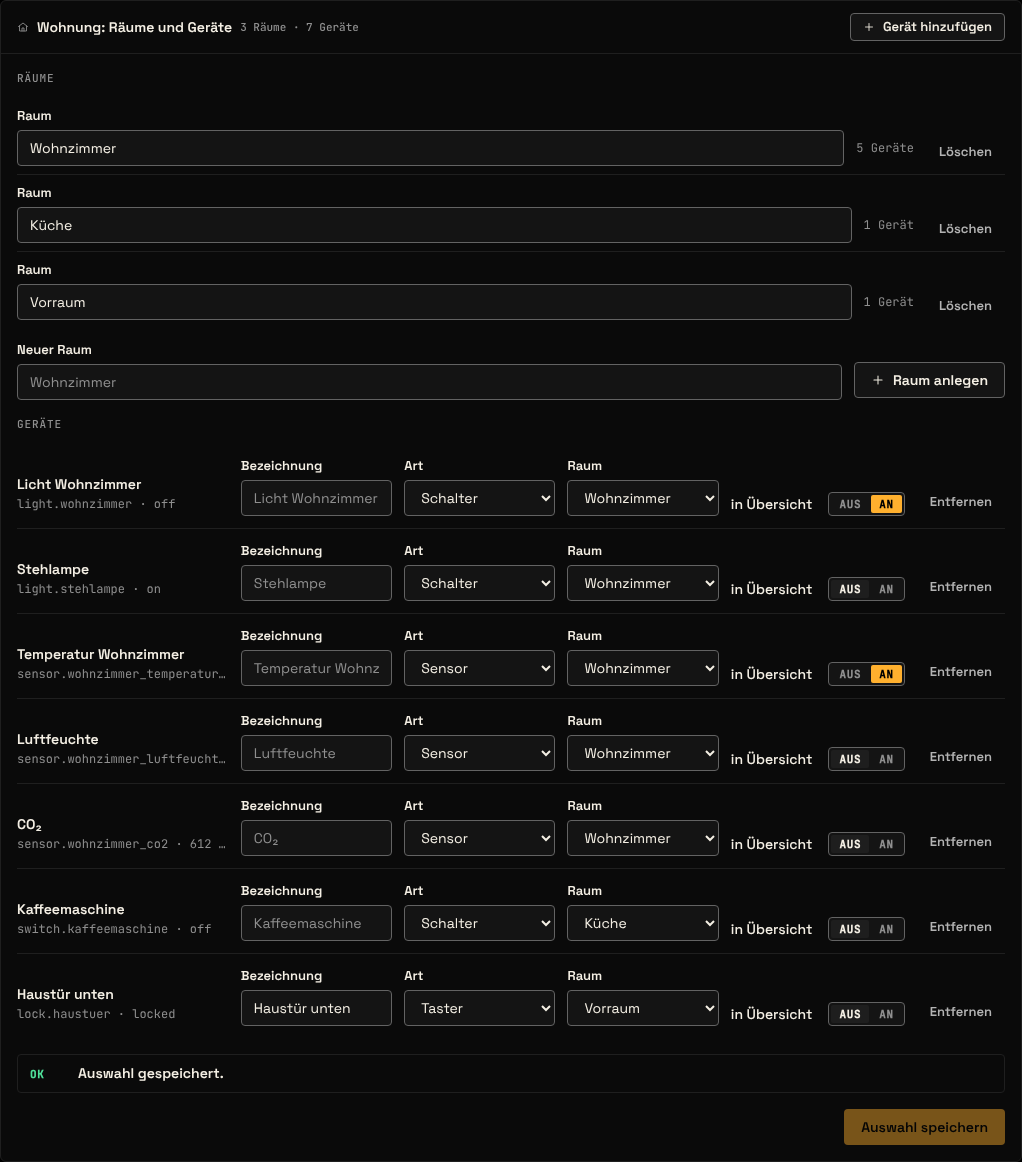 Wohnung: Räume und Geräte 3 Räume · 7 Geräte + Gerät hinzufügen
RÄUME
Raum
Wohnzimmer 5 Geräte Löschen
Raum
Küche 1 Gerät Löschen
Raum
Vorraum 1 Gerät Löschen
Neuer Raum
Wohnzimmer + Raum anlegen
GERÄTE
Bezeichnung Art Raum
Licht Wohnzimmer
light.wohnzimmer · off
Licht Wohnzimmer Schalter Wohnzimmer in Übersicht AUS AN Entfernen
Bezeichnung Art Raum
Stehlampe
light.stehlampe · on
Stehlampe Schalter Wohnzimmer in Übersicht AUS AN Entfernen
Bezeichnung Art Raum
Temperatur Wohnzimmer
sensor.wohnzimmer_temperatur…
Temperatur Wohnz Sensor Wohnzimmer in Übersicht AUS AN Entfernen
Bezeichnung Art Raum
Luftfeuchte
sensor.wohnzimmer_luftfeucht…
Luftfeuchte Sensor Wohnzimmer in Übersicht AUS AN Entfernen
Bezeichnung Art Raum
CO₂
sensor.wohnzimmer_co2 · 612 …
CO₂ Sensor Wohnzimmer in Übersicht AUS AN Entfernen
Bezeichnung Art Raum
Kaffeemaschine
switch.kaffeemaschine · off
Kaffeemaschine Schalter Küche in Übersicht AUS AN Entfernen
Bezeichnung Art Raum
Haustür unten
lock.haustuer · locked
Haustür unten Taster Vorraum in Übersicht AUS AN Entfernen
OK Auswahl gespeichert.
Auswahl speichern